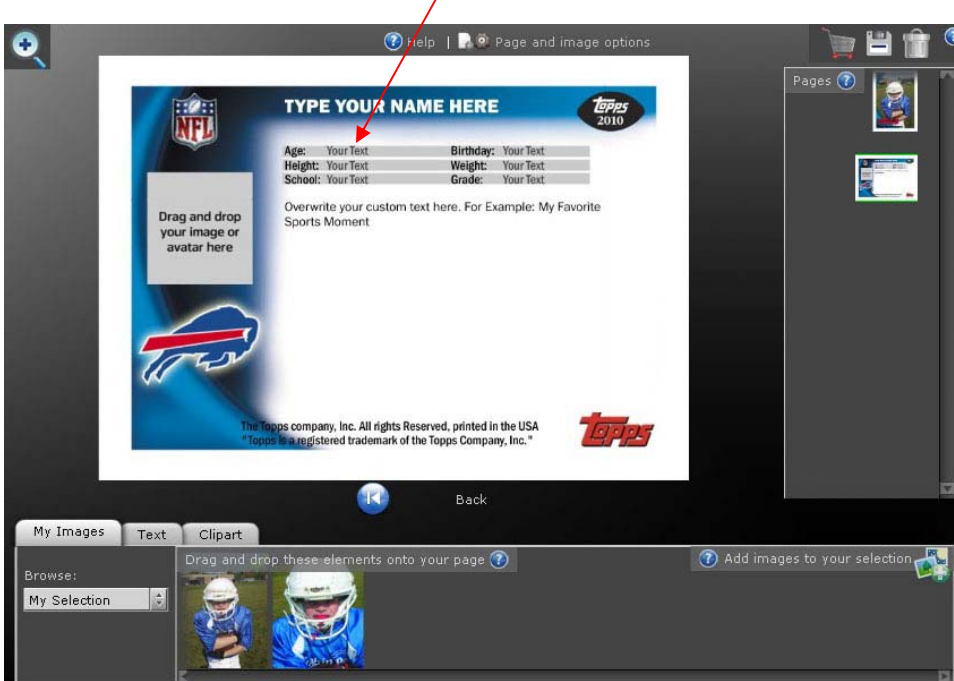 Help | Page and image options
Pages
NFL
TYPE YOUR NAME HERE
Topps
2010
Age: Your Text Birthday: Your Text
Height: Your Text Weight: Your Text
School: Your Text Grade: Your Text
Overwrite your custom text here. For Example: My Favorite
Sports Moment
Drag and drop
your image or
avatar here
The Topps company, Inc. All rights Reserved, printed in the USA
"Topps is a registered trademark of the Topps Company, Inc."
Topps
Back
My Images Text Clipart
Drag and drop these elements onto your page
Add images to your selection
Browse:
My Selection